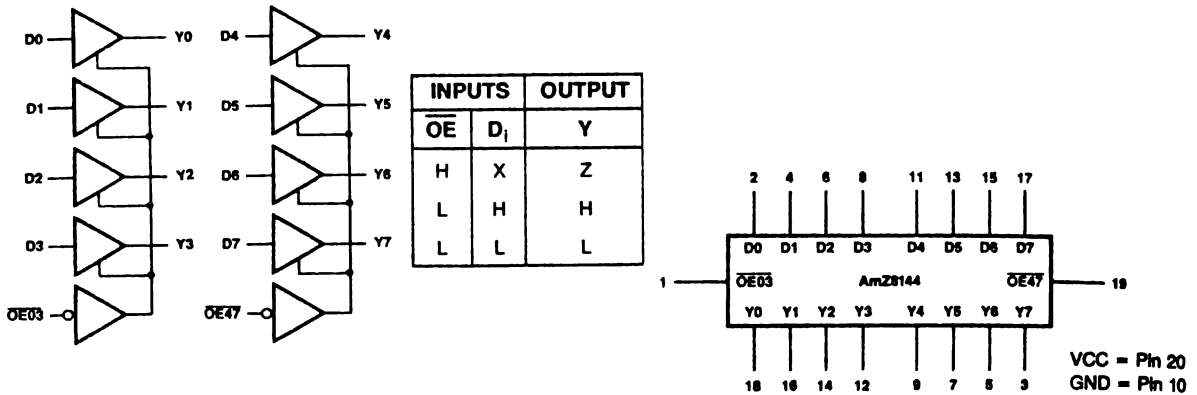 D0 Y0 D4 Y4
D1 Y1 D5 Y5
D2 Y2 D6 Y6
D3 Y3 D7 Y7
OE03 OE47
INPUTS OUTPUT
OE Di Y
H X Z
L H H
L L L
2 4 6 8 11 13 15 17
D0 D1 D2 D3 D4 D5 D6 D7
1 OE03 AmZ8144 OE47 19
Y0 Y1 Y2 Y3 Y4 Y5 Y6 Y7
18 16 14 12 9 7 5 3
VCC = Pin 20
GND = Pin 10